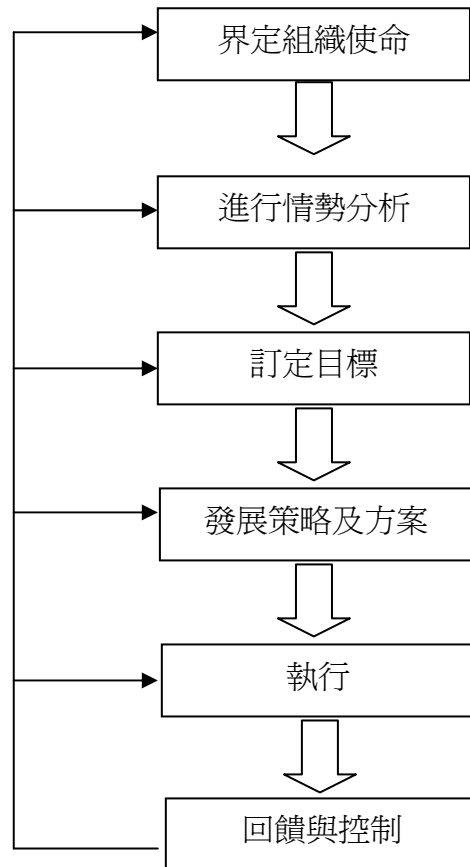 界定組織使命
進行情勢分析
訂定目標
發展策略及方案
執行
回饋與控制